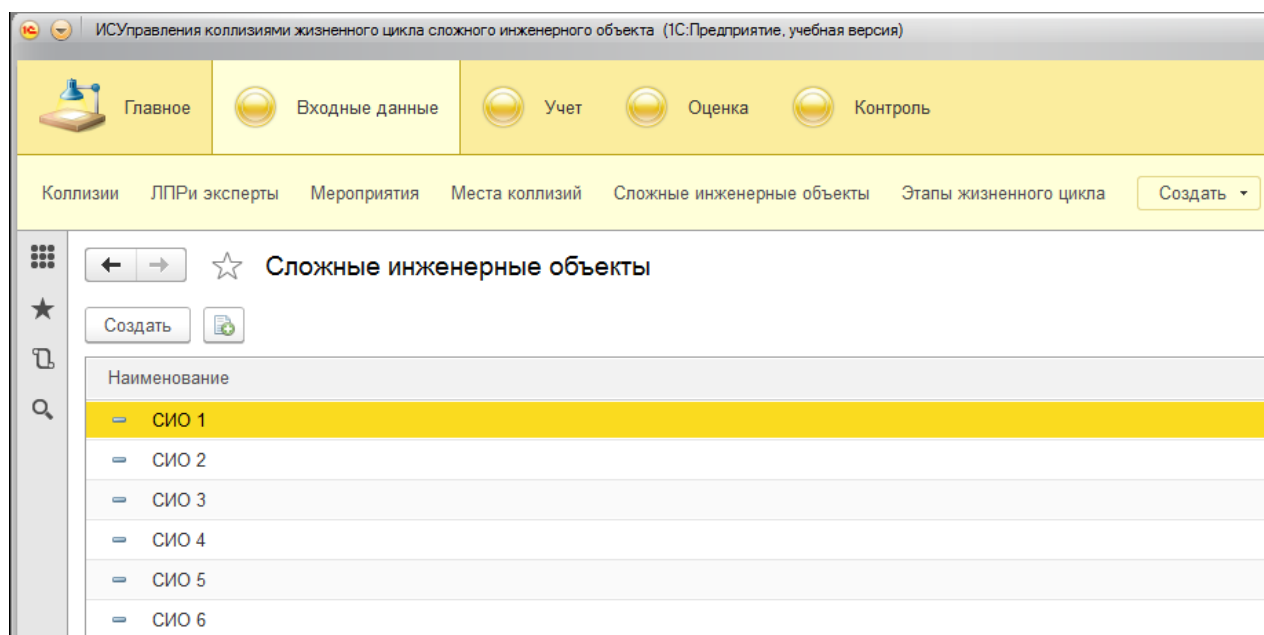 1С ИСУправления коллизиями жизненного цикла сложного инженерного объекта (1С:Предприятие, учебная версия)
Главное Входные данные Учет Оценка Контроль
Коллизии ЛПРи эксперты Мероприятия Места коллизий Сложные инженерные объекты Этапы жизненного цикла Создать
Сложные инженерные объекты
Создать
Наименование
СИО 1
СИО 2
СИО 3
СИО 4
СИО 5
СИО 6